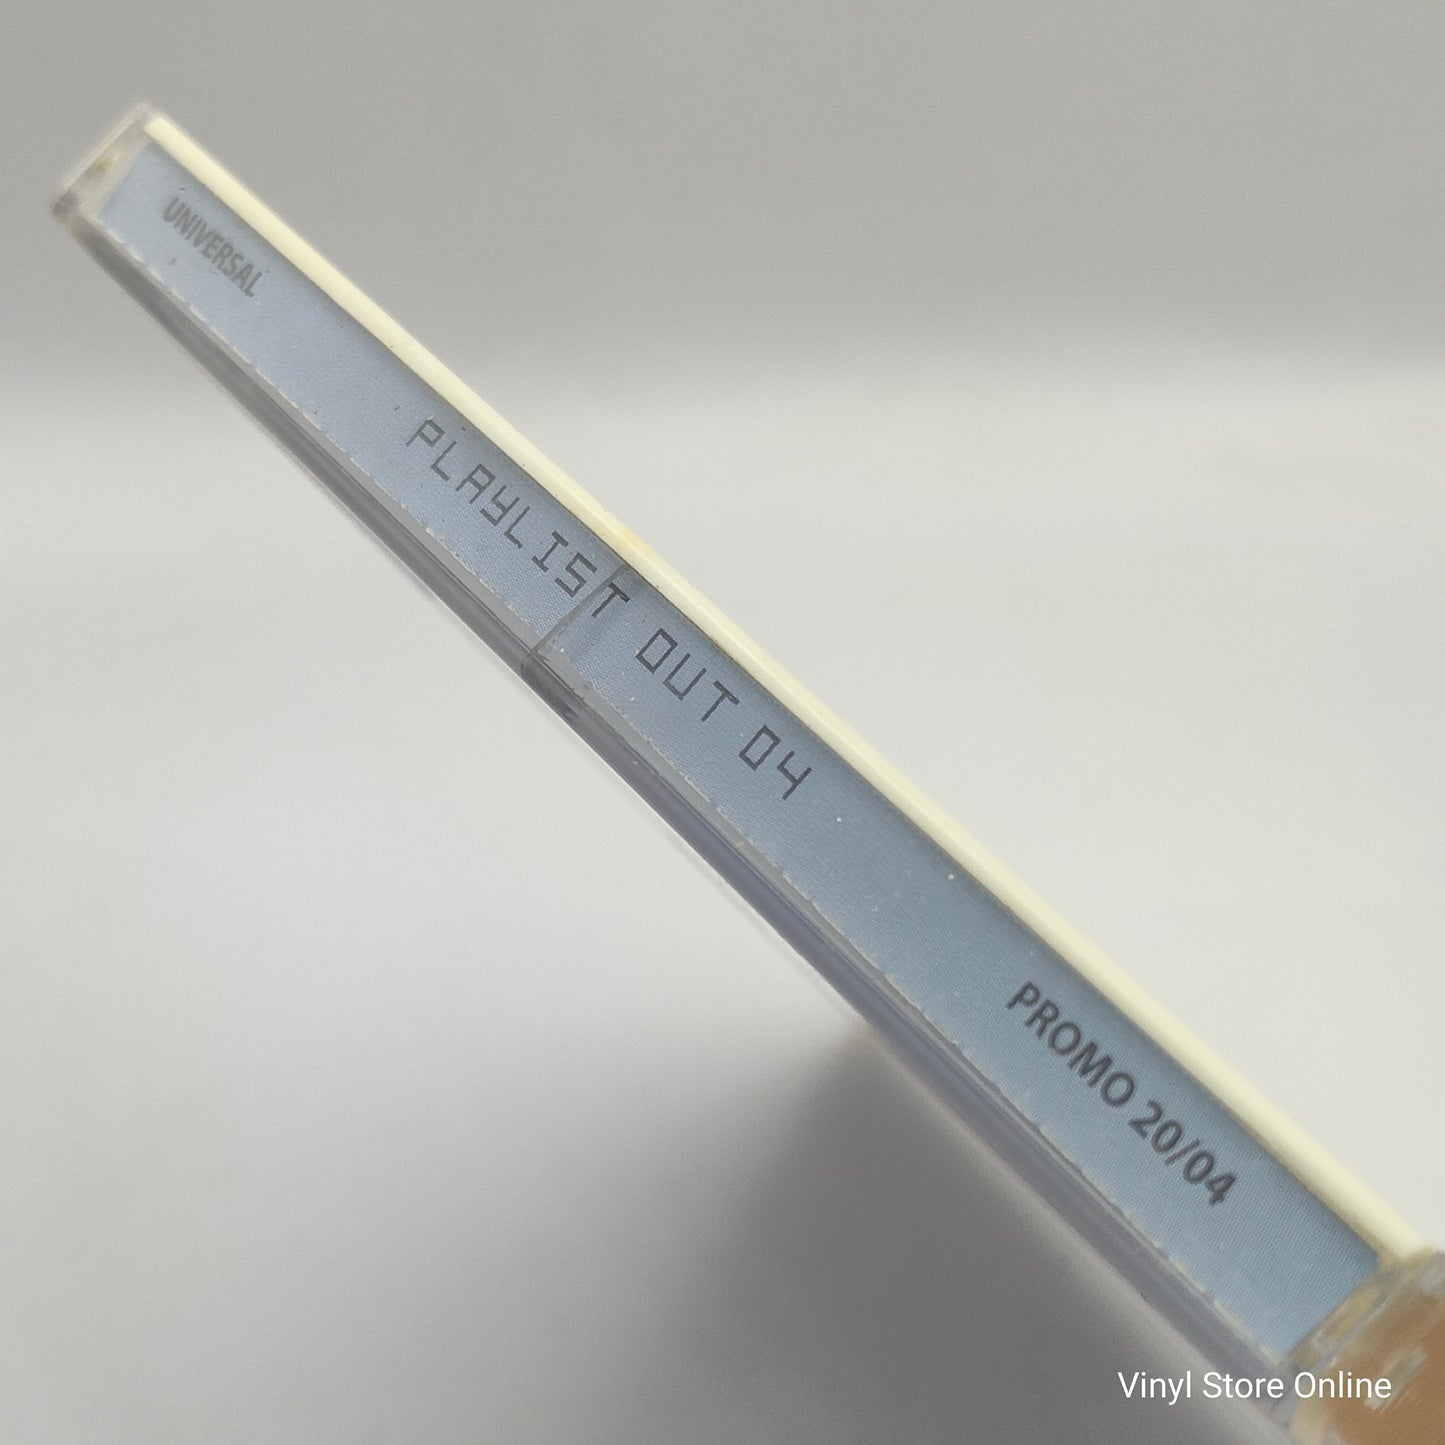 UNIVERSAL
PLAYLIST OUT 04
PROMO 20/04
Vinyl Store Online